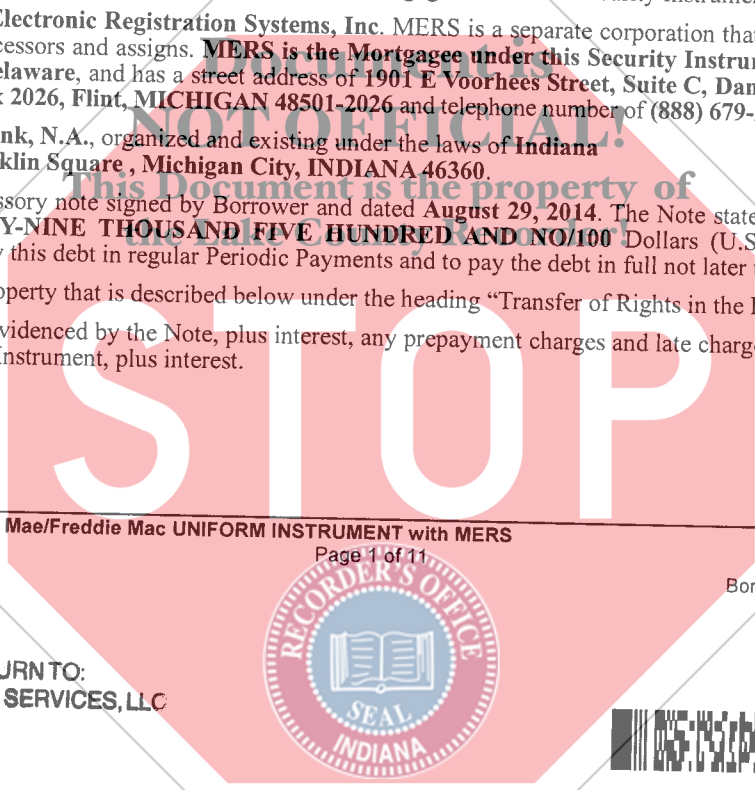 Electronic Registration Systems, Inc. MERS is a separate corporation that
cessors and assigns. MERS is the Mortgagee under this Security Instrum
elaware, and has a street address of 1901 E Voorhees Street, Suite C, Dan
x 2026, Flint, MICHIGAN 48501-2026 and telephone number of (888) 679-
nk, N.A., organized and existing under the laws of Indiana
klin Square , Michigan City, INDIANA 46360.
ssory note signed by Borrower and dated August 29, 2014. The Note state
Y-NINE THOUSAND FIVE HUNDRED AND NO/100 Dollars (U.S
y this debt in regular Periodic Payments and to pay the debt in full not later
operty that is described below under the heading “Transfer of Rights in the
videnced by the Note, plus interest, any prepayment charges and late charg
Instrument, plus interest.
Document is
NOT OFFICIAL!
This Document is the property of
the Lake County Recorder!
STOP
Mae/Freddie Mac UNIFORM INSTRUMENT with MERS
Page 1 of 11
Bor
RECORDER'S OFFICE
SEAL
INDIANA
URN TO:
SERVICES, LLC